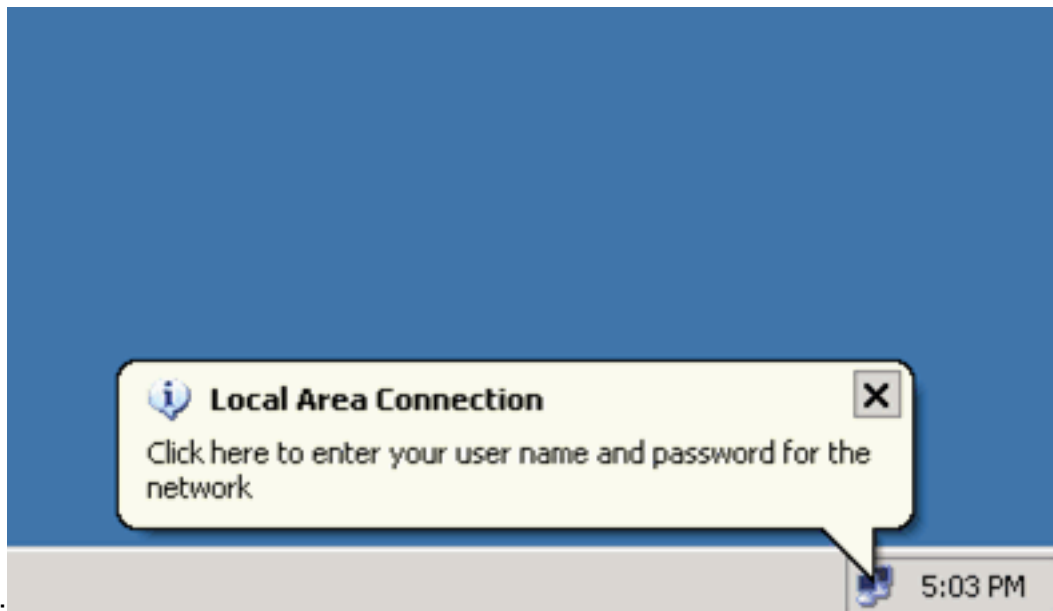 Local Area Connection
Click here to enter your user name and password for the
network
5:03 PM
.